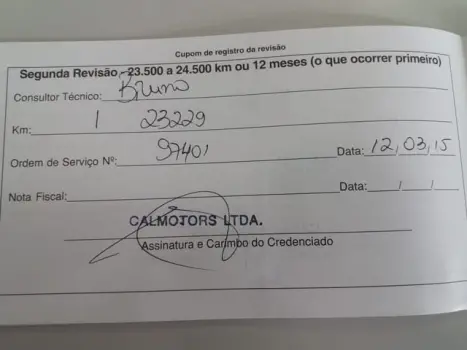 Cupom de registro da revisão
Segunda Revisão - 23.500 a 24.500 km ou 12 meses (o que ocorrer primeiro)
Consultor Técnico: Bruno
Km: 23229
Ordem de Serviço Nº: 97401 Data: 12/03/15
Nota Fiscal: Data: / /
CALMOTORS LTDA.
Assinatura e Carimbo do Credenciado